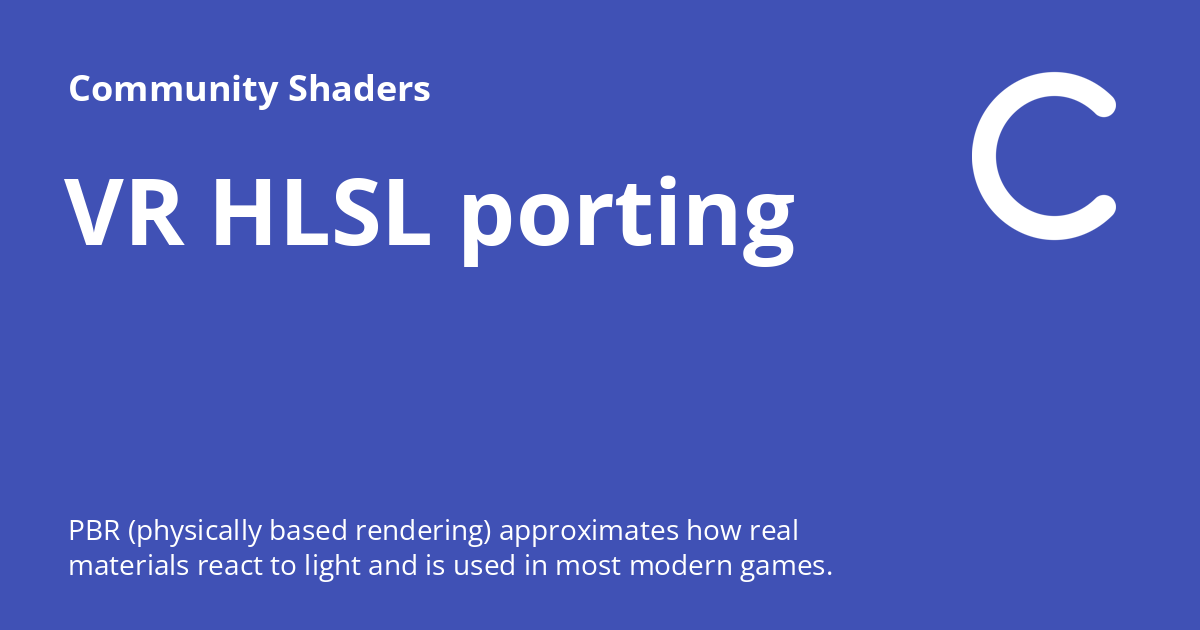 Community Shaders
VR HLSL porting
PBR (physically based rendering) approximates how real
materials react to light and is used in most modern games.